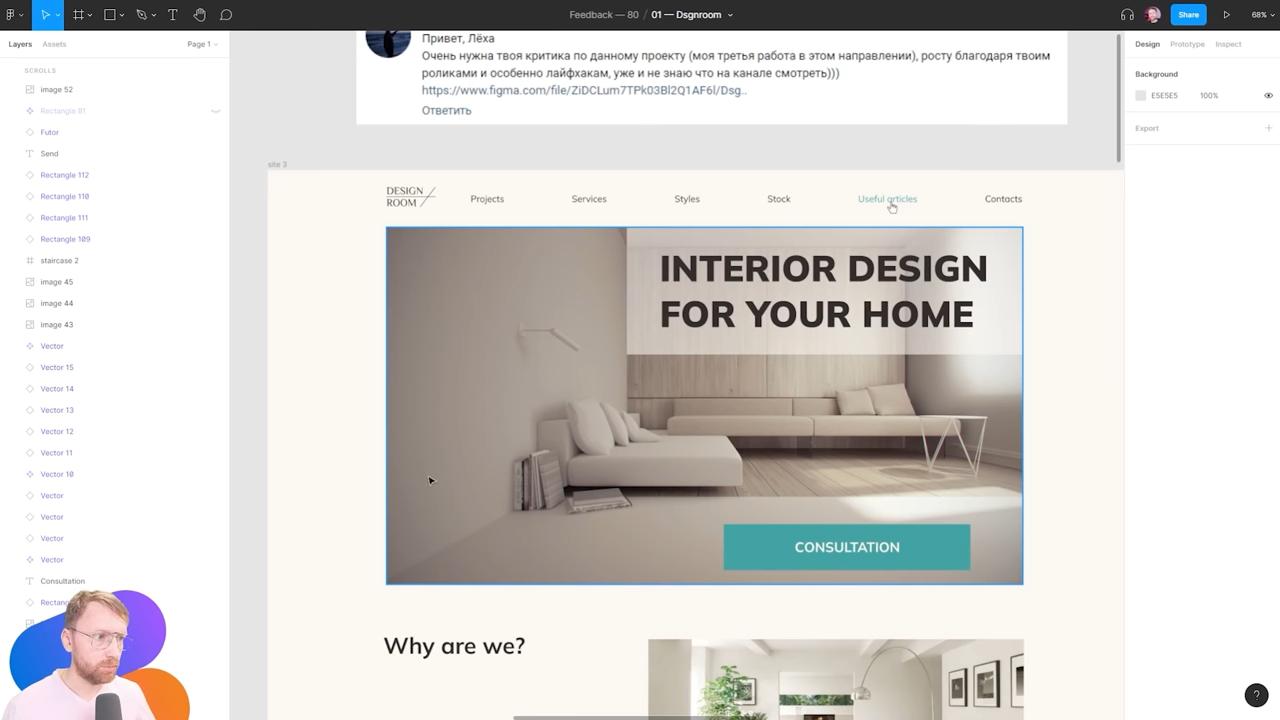 Feedback — 80 / 01 — Dsgnroom
Share
68%
Layers
Assets
Page 1
Design
Prototype
Inspect
SCROLLS
image 52
Rectangle 81
Futor
Send
Rectangle 112
Rectangle 110
Rectangle 111
Rectangle 109
staircase 2
image 45
image 44
image 43
Vector
Vector 15
Vector 14
Vector 13
Vector 12
Vector 11
Vector 10
Vector
Vector
Vector
Vector
Consultation
Привет, Лёха
Очень нужна твоя критика по данному проекту (моя третья работа в этом направлении), росту благодаря твоим
роликами и особенно лайфхакам, уже и не знаю что на канале смотреть)))
https://www.figma.com/file/ZiDCLum7TPk03Bl2Q1AF6l/Dsg..
Ответить
site 3
DESIGN
ROOM
Projects
Services
Styles
Stock
Useful articles
Contacts
INTERIOR DESIGN
FOR YOUR HOME
CONSULTATION
Why are we?
Background
E5E5E5
100%
Export
?